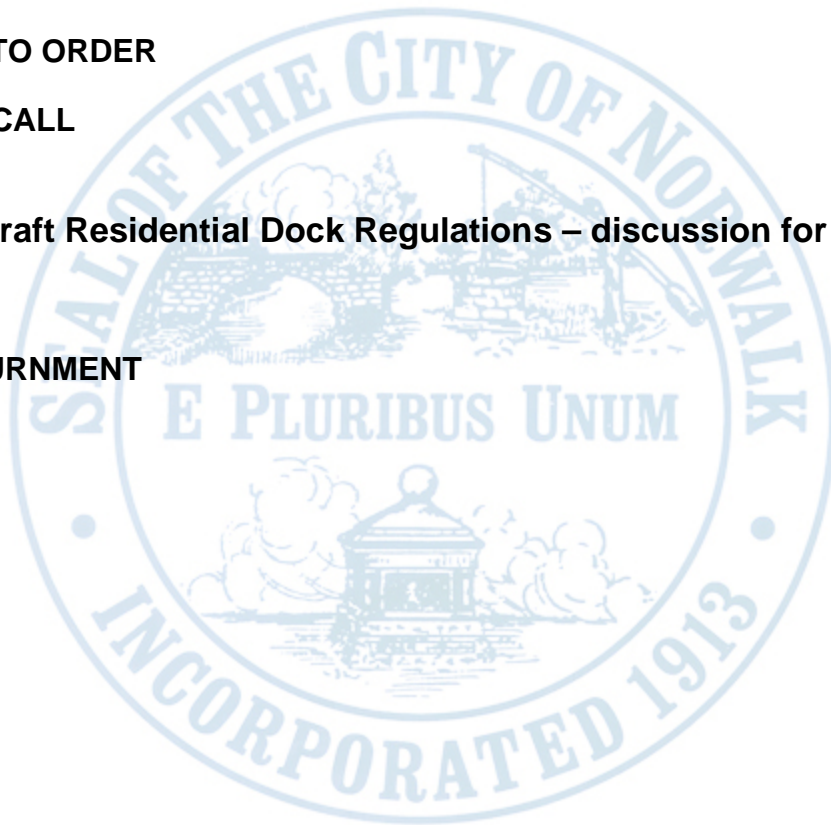 TO ORDER
CALL
raft Residential Dock Regulations – discussion for
URNMENT
SEAL OF THE CITY OF NORWALK
E PLURIBUS UNUM
INCORPORATED 1913